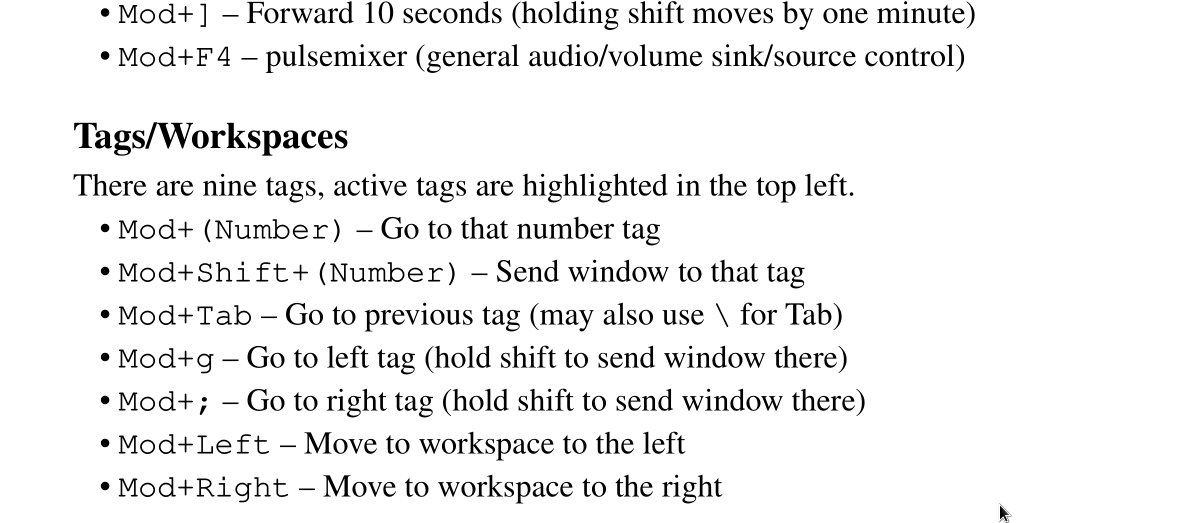 • Mod+] – Forward 10 seconds (holding shift moves by one minute)
• Mod+F4 – pulsemixer (general audio/volume sink/source control)
Tags/Workspaces
There are nine tags, active tags are highlighted in the top left.
• Mod+(Number) – Go to that number tag
• Mod+Shift+(Number) – Send window to that tag
• Mod+Tab – Go to previous tag (may also use \ for Tab)
• Mod+g – Go to left tag (hold shift to send window there)
• Mod+; – Go to right tag (hold shift to send window there)
• Mod+Left – Move to workspace to the left
• Mod+Right – Move to workspace to the right